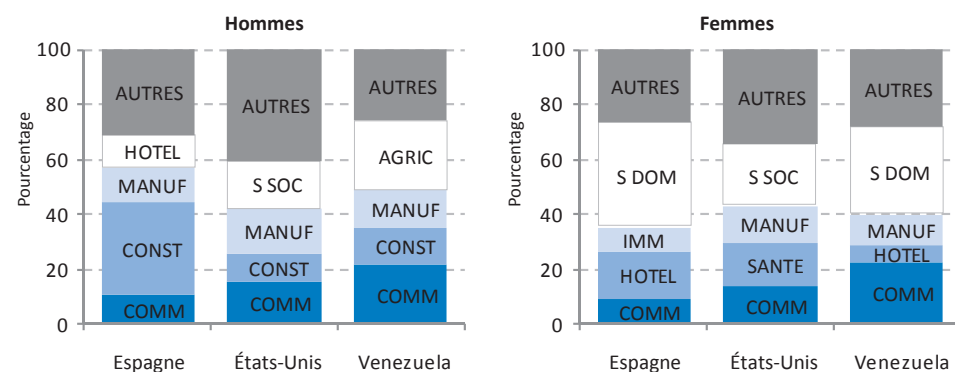 Hommes
Pourcentage
100
80
60
40
20
0
AUTRES
HOTEL
MANUF
CONST
COMM
AUTRES
S SOC
MANUF
CONST
COMM
AUTRES
AGRIC
MANUF
CONST
COMM
Espagne États-Unis Venezuela
Femmes
Pourcentage
100
80
60
40
20
0
AUTRES
S DOM
IMM
HOTEL
COMM
AUTRES
S SOC
MANUF
SANTE
COMM
AUTRES
S DOM
MANUF
HOTEL
COMM
Espagne États-Unis Venezuela